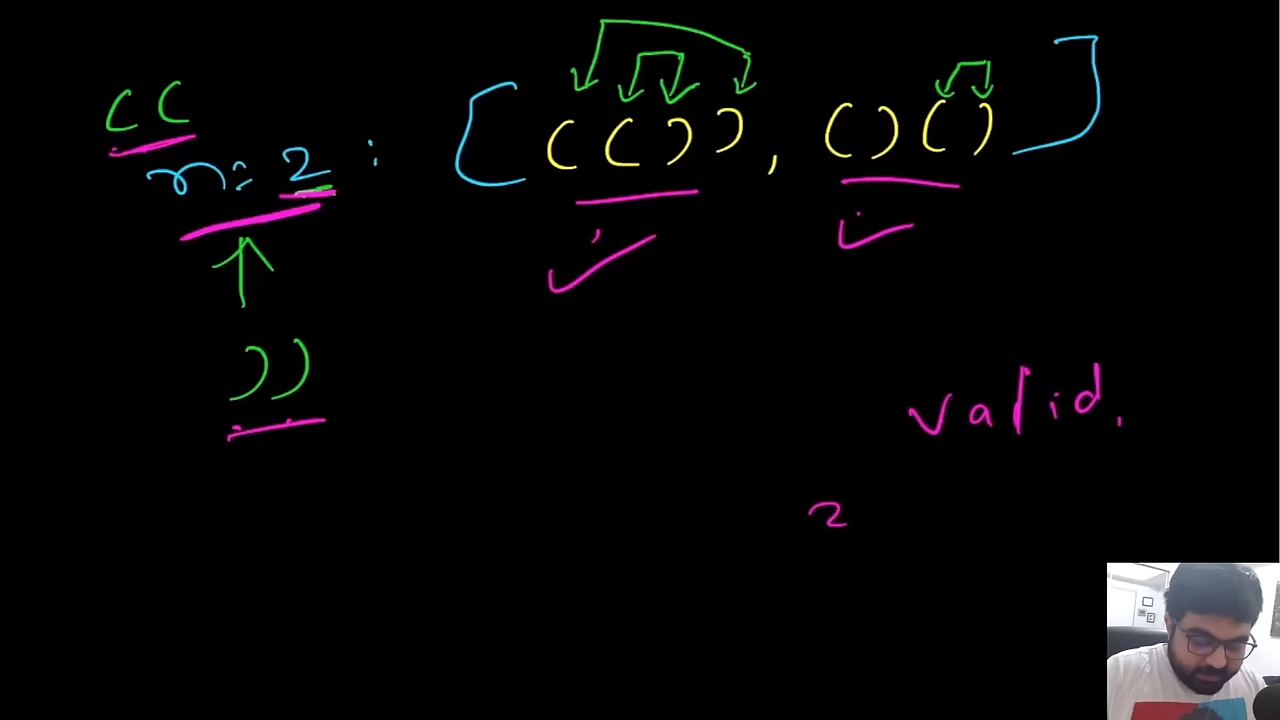 ((
n = 2 : [ (()) , ()() ]
))
valid.
2